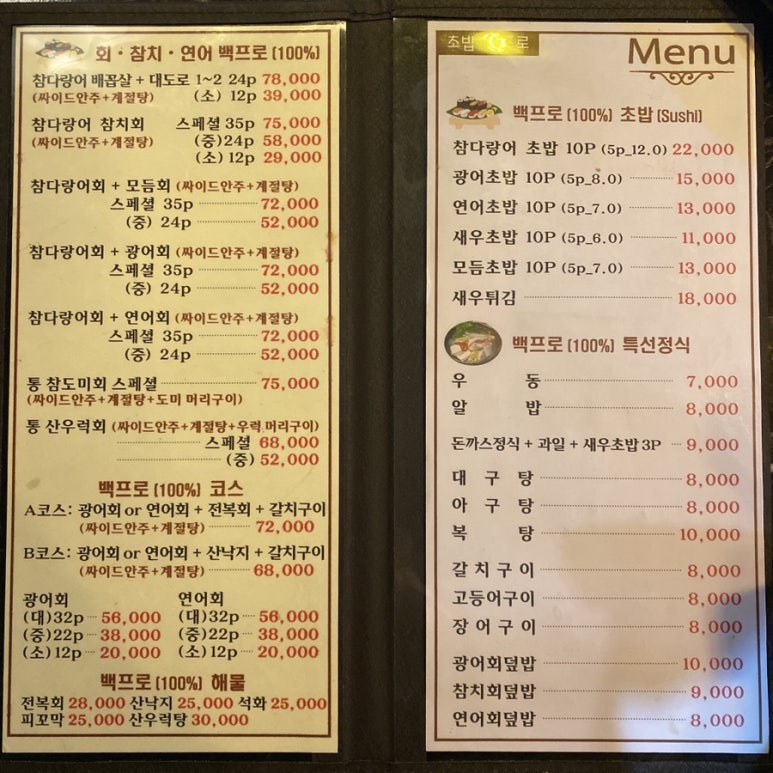 회·참치·연어 백프로 (100%)
참다랑어 배꼽살 + 대도로 1~2 24p 78,000
(싸이드안주+계절탕) (소) 12p 39,000
참다랑어 참치회 스페셜 35p 75,000
(싸이드안주+계절탕) (중)24p 58,000
(소) 12p 29,000
참다랑어회 + 모듬회 (싸이드안주+계절탕)
스페셜 35p 72,000
(중) 24p 52,000
참다랑어회 + 광어회 (싸이드안주+계절탕)
스페셜 35p 72,000
(중) 24p 52,000
참다랑어회 + 연어회 (싸이드안주+계절탕)
스페셜 35p 72,000
(중) 24p 52,000
통 참도미회 스페셜 75,000
(싸이드안주+계절탕+도미 머리구이)
통 산우럭회 (싸이드안주+계절탕+우럭 머리구이)
스페셜 68,000
(중) 52,000
백프로 (100%) 코스
A코스: 광어회 or 연어회 + 전복회 + 갈치구이
(싸이드안주+계절탕) 72,000
B코스: 광어회 or 연어회 + 산낙지 + 갈치구이
(싸이드안주+계절탕) 68,000
광어회 연어회
(대)32p 56,000 (대)32p 56,000
(중)22p 38,000 (중)22p 38,000
(소)12p 20,000 (소)12p 20,000
백프로 (100%) 해물
전복회 28,000 산낙지 25,000 석화 25,000
피꼬막 25,000 산우럭탕 30,000
초밥
Menu
백프로 (100%) 초밥 (Sushi)
참다랑어 초밥 10P (5p_12.0) 22,000
광어초밥 10P (5p_8.0) 15,000
연어초밥 10P (5p_7.0) 13,000
새우초밥 10P (5p_6.0) 11,000
모듬초밥 10P (5p_7.0) 13,000
새우튀김 18,000
백프로 (100%) 특선정식
우 동 7,000
알 밥 8,000
돈까스정식 + 과일 + 새우초밥 3P 9,000
대 구 탕 8,000
아 구 탕 8,000
복 탕 10,000
갈치구이 8,000
고등어구이 8,000
장어구이 8,000
광어회덮밥 10,000
참치회덮밥 9,000
연어회덮밥 8,000